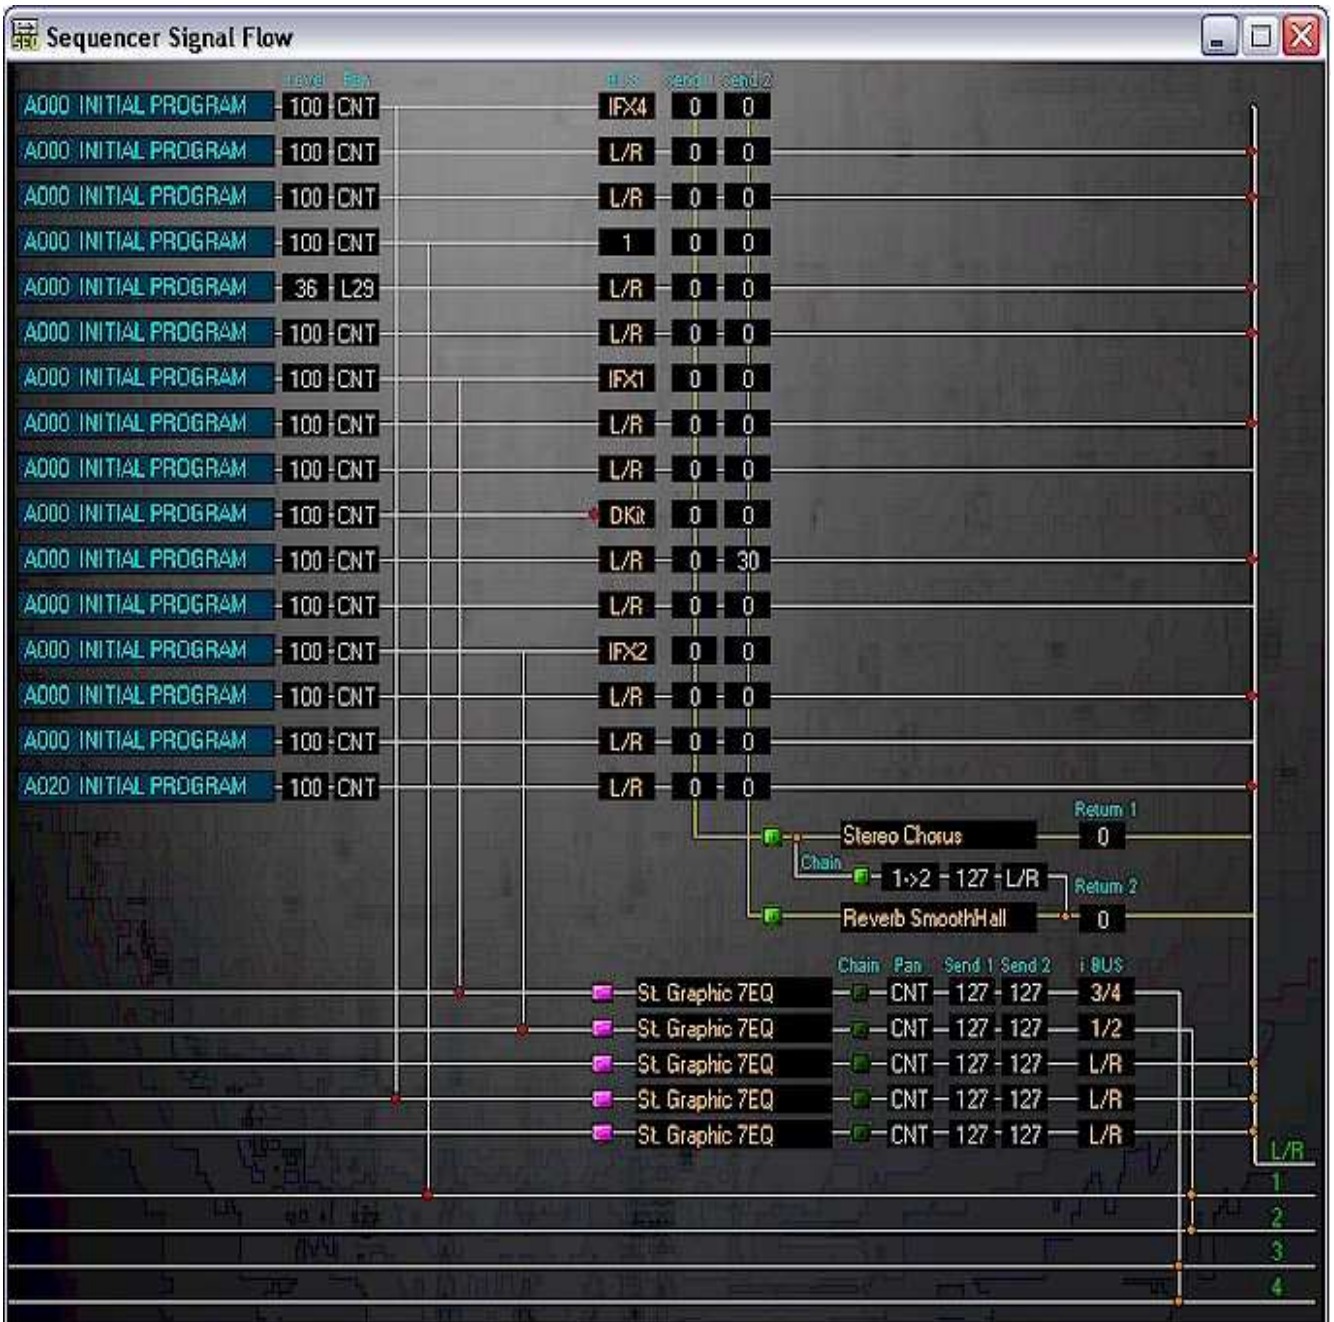 Sequencer Signal Flow
Level Pan BUS Send 1 Send 2
A000 INITIAL PROGRAM 100 CNT IFX4 0 0
A000 INITIAL PROGRAM 100 CNT L/R 0 0
A000 INITIAL PROGRAM 100 CNT L/R 0 0
A000 INITIAL PROGRAM 100 CNT 1 0 0
A000 INITIAL PROGRAM 36 L29 L/R 0 0
A000 INITIAL PROGRAM 100 CNT L/R 0 0
A000 INITIAL PROGRAM 100 CNT IFX1 0 0
A000 INITIAL PROGRAM 100 CNT L/R 0 0
A000 INITIAL PROGRAM 100 CNT L/R 0 0
A000 INITIAL PROGRAM 100 CNT DKit 0 0
A000 INITIAL PROGRAM 100 CNT L/R 0 30
A000 INITIAL PROGRAM 100 CNT L/R 0 0
A000 INITIAL PROGRAM 100 CNT IFX2 0 0
A000 INITIAL PROGRAM 100 CNT L/R 0 0
A000 INITIAL PROGRAM 100 CNT L/R 0 0
A020 INITIAL PROGRAM 100 CNT L/R 0 0
Return 1
Stereo Chorus 0
Chain 1->2 127 L/R
Return 2
Reverb SmoothHall 0
Chain Pan Send 1 Send 2 i BUS
St. Graphic 7EQ CNT 127 127 3/4
St. Graphic 7EQ CNT 127 127 1/2
St. Graphic 7EQ CNT 127 127 L/R
St. Graphic 7EQ CNT 127 127 L/R
St. Graphic 7EQ CNT 127 127 L/R
L/R
1
2
3
4